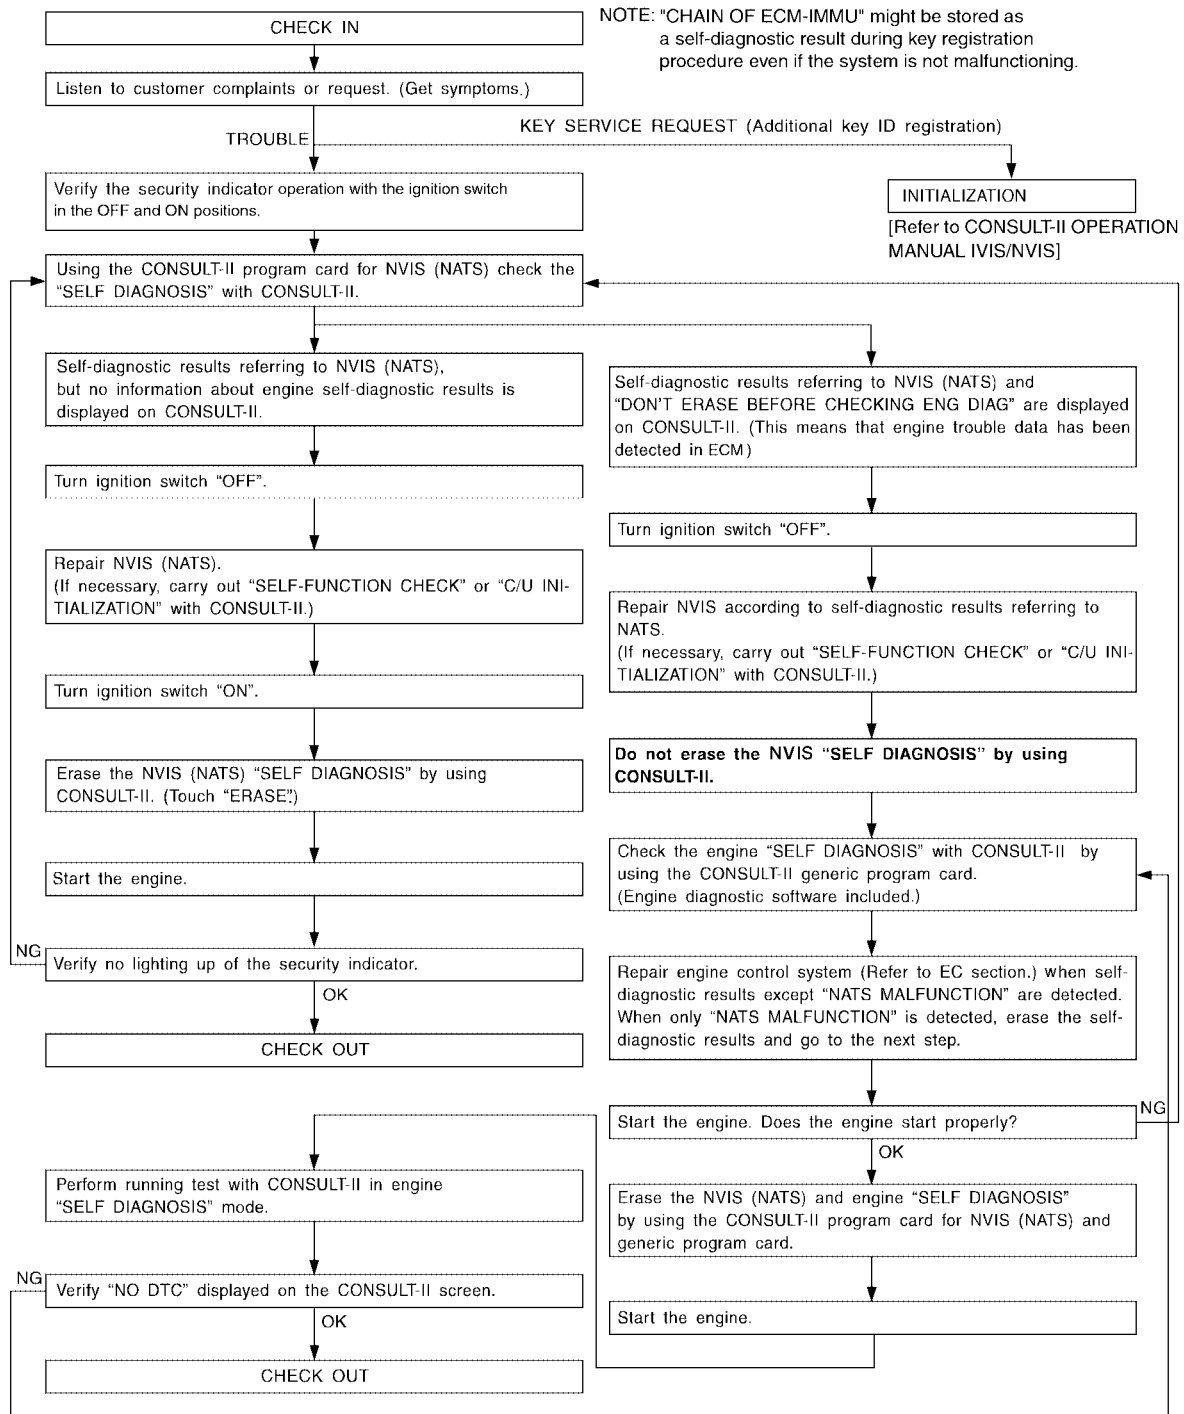 CHECK IN
NOTE: "CHAIN OF ECM-IMMU" might be stored as
a self-diagnostic result during key registration
procedure even if the system is not malfunctioning.
Listen to customer complaints or request. (Get symptoms.)
TROUBLE
KEY SERVICE REQUEST (Additional key ID registration)
Verify the security indicator operation with the ignition switch
in the OFF and ON positions.
INITIALIZATION
[Refer to CONSULT-II OPERATION
MANUAL IVIS/NVIS]
Using the CONSULT-II program card for NVIS (NATS) check the
“SELF DIAGNOSIS” with CONSULT-II.
Self-diagnostic results referring to NVIS (NATS),
but no information about engine self-diagnostic results is
displayed on CONSULT-II.
Turn ignition switch “OFF”.
Repair NVIS (NATS).
(If necessary, carry out “SELF-FUNCTION CHECK” or “C/U INI-
TIALIZATION” with CONSULT-II.)
Turn ignition switch “ON”.
Erase the NVIS (NATS) “SELF DIAGNOSIS” by using
CONSULT-II. (Touch “ERASE”.)
Start the engine.
NG
Verify no lighting up of the security indicator.
OK
CHECK OUT
Self-diagnostic results referring to NVIS (NATS) and
“DON'T ERASE BEFORE CHECKING ENG DIAG” are displayed
on CONSULT-II. (This means that engine trouble data has been
detected in ECM)
Turn ignition switch “OFF”.
Repair NVIS according to self-diagnostic results referring to
NATS.
(If necessary, carry out “SELF-FUNCTION CHECK” or “C/U INI-
TIALIZATION” with CONSULT-II.)
Do not erase the NVIS “SELF DIAGNOSIS” by using
CONSULT-II.
Check the engine “SELF DIAGNOSIS” with CONSULT-II by
using the CONSULT-II generic program card.
(Engine diagnostic software included.)
Repair engine control system (Refer to EC section.) when self-
diagnostic results except “NATS MALFUNCTION” are detected.
When only “NATS MALFUNCTION” is detected, erase the self-
diagnostic results and go to the next step.
Start the engine. Does the engine start properly?
NG
OK
Erase the NVIS (NATS) and engine “SELF DIAGNOSIS”
by using the CONSULT-II program card for NVIS (NATS) and
generic program card.
Start the engine.
Perform running test with CONSULT-II in engine
“SELF DIAGNOSIS” mode.
NG
Verify “NO DTC” displayed on the CONSULT-II screen.
OK
CHECK OUT